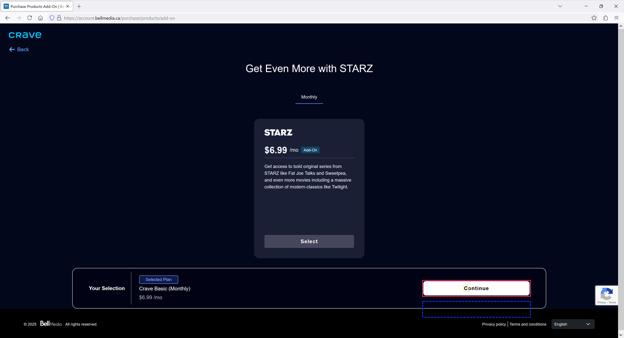 Purchase Products Add-On | C
https://account.bellmedia.ca/purchase/products/add-on
CRAVE
Back
Get Even More with STARZ
Monthly
STARZ
$6.99 /mo Add-On
Get access to bold original series from
STARZ like Fat Joe Talks and Sweetpea,
and even more movies including a massive
collection of modern-classics like Twilight.
Select
Your Selection
Selected Plan
Crave Basic (Monthly)
$6.99 /mo
Continue
Privacy - Terms
© 2025 BellMedia All rights reserved
Privacy policy | Terms and conditions
English